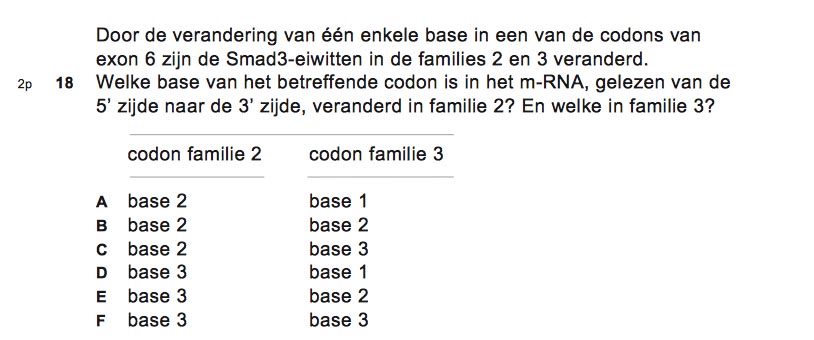 Door de verandering van één enkele base in een van de codons van
exon 6 zijn de Smad3-eiwitten in de families 2 en 3 veranderd.
2p 18 Welke base van het betreffende codon is in het m-RNA, gelezen van de
5’ zijde naar de 3’ zijde, veranderd in familie 2? En welke in familie 3?
codon familie 2 codon familie 3
A base 2 base 1
B base 2 base 2
C base 2 base 3
D base 3 base 1
E base 3 base 2
F base 3 base 3